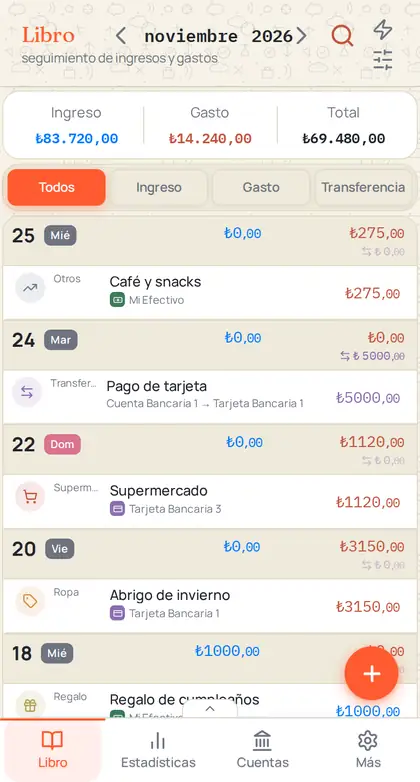 Libro
noviembre 2026
seguimiento de ingresos y gastos
Ingreso Gasto Total
₺83.720,00 ₺14.240,00 ₺69.480,00
Todos Ingreso Gasto Transferencia
25 Mié ₺0,00 ₺275,00
₺ 0,00
Otros Café y snacks
Mi Efectivo
₺275,00
24 Mar ₺0,00 ₺0,00
₺ 5000,00
Transfer... Pago de tarjeta
Cuenta Bancaria 1 → Tarjeta Bancaria 1
₺5000,00
22 Dom ₺0,00 ₺1120,00
₺ 0,00
Superm... Supermercado
Tarjeta Bancaria 3
₺1120,00
20 Vie ₺0,00 ₺3150,00
₺ 0,00
Ropa Abrigo de invierno
Tarjeta Bancaria 1
₺3150,00
18 Mié ₺1000,00
Regalo Regalo de cumpleaños
Mi Efectivo
₺1000,00
Libro Estadísticas Cuentas Más